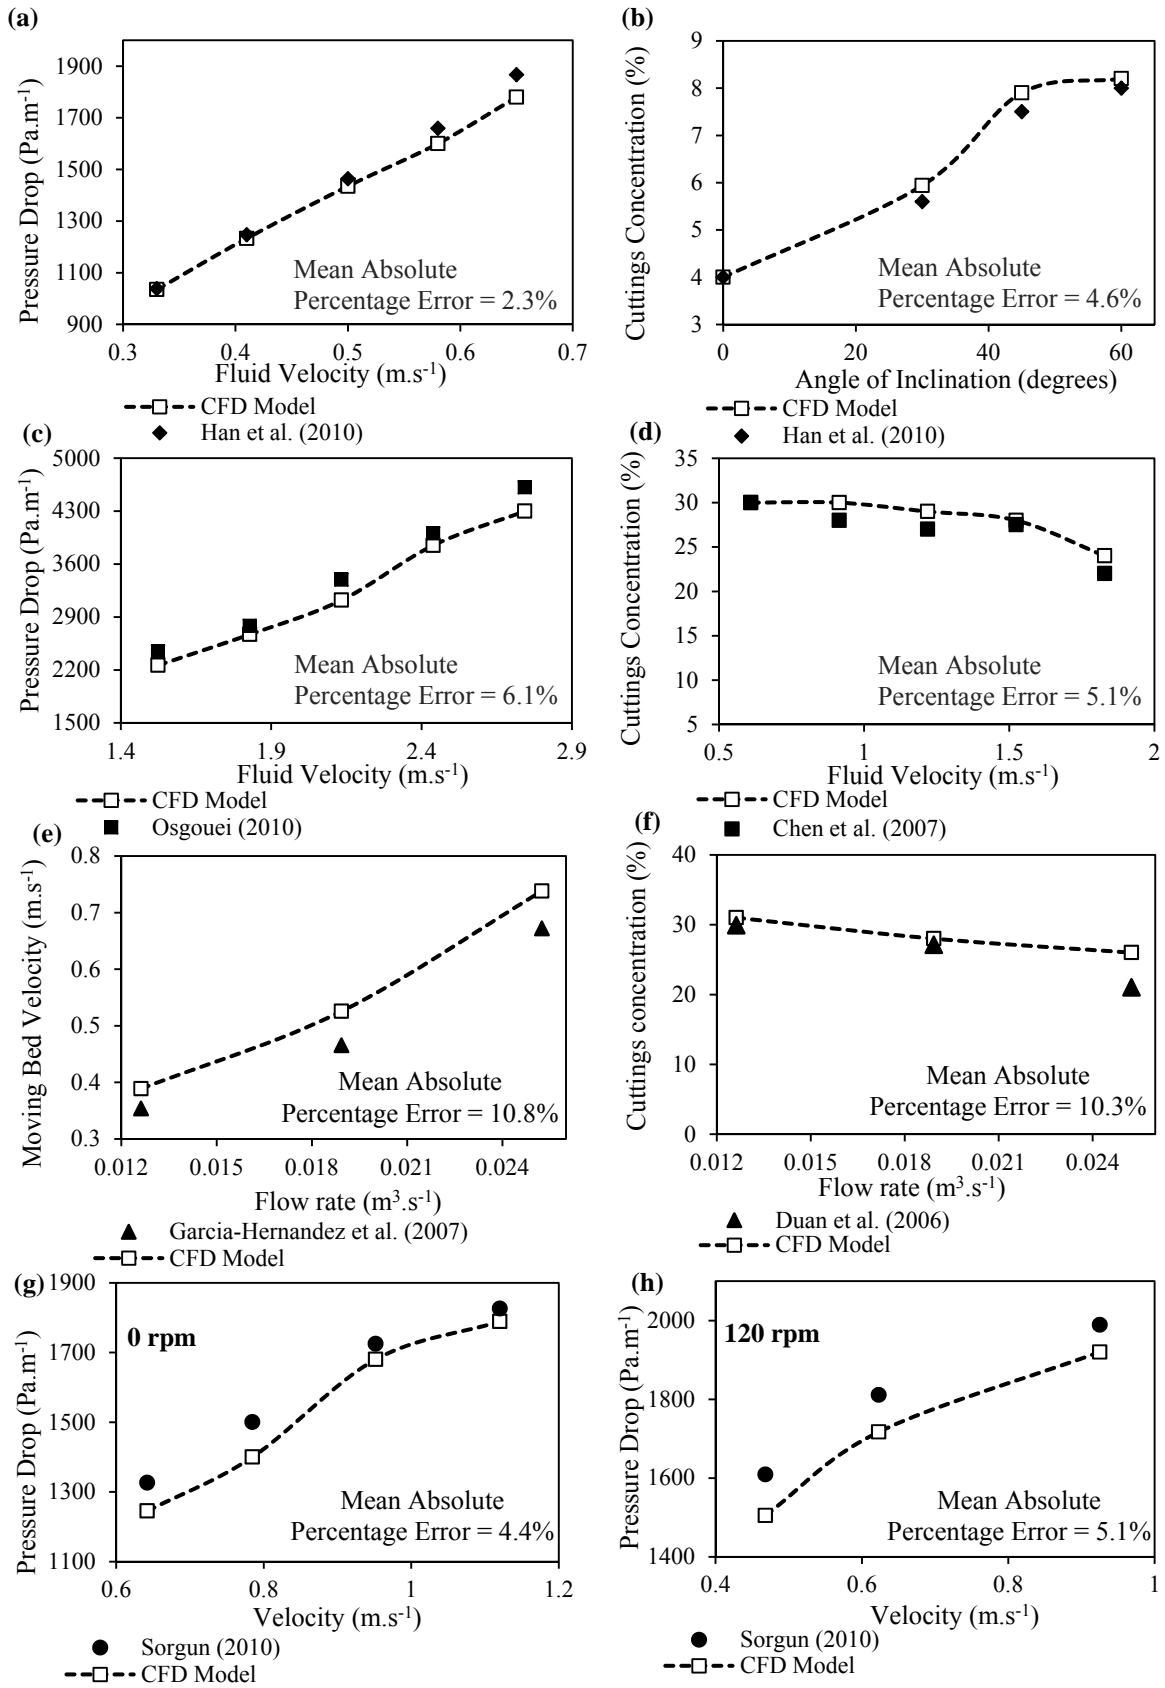 (a)
Pressure Drop (Pa.m⁻¹)
1900
1700
1500
1300
1100
900
0.3 0.4 0.5 0.6 0.7
Mean Absolute
Percentage Error = 2.3%
Fluid Velocity (m.s⁻¹)
CFD Model
Han et al. (2010)
(b)
Cuttings Concentration (%)
9
8
7
6
5
4
3
0 20 40 60
Mean Absolute
Percentage Error = 4.6%
Angle of Inclination (degrees)
CFD Model
Han et al. (2010)
(c)
Pressure Drop (Pa.m⁻¹)
5000
4300
3600
2900
2200
1500
1.4 1.9 2.4 2.9
Mean Absolute
Percentage Error = 6.1%
Fluid Velocity (m.s⁻¹)
CFD Model
Osgouei (2010)
(d)
Cuttings Concentration (%)
35
30
25
20
15
10
5
0.5 1 1.5 2
Mean Absolute
Percentage Error = 5.1%
Fluid Velocity (m.s⁻¹)
CFD Model
Chen et al. (2007)
(e)
Moving Bed Velocity (m.s⁻¹)
0.8
0.7
0.6
0.5
0.4
0.3
0.012 0.015 0.018 0.021 0.024
Mean Absolute
Percentage Error = 10.8%
Flow rate (m³.s⁻¹)
Garcia-Hernandez et al. (2007)
CFD Model
(f)
Cuttings concentration (%)
40
30
20
10
0
0.012 0.015 0.018 0.021 0.024
Mean Absolute
Percentage Error = 10.3%
Flow rate (m³.s⁻¹)
Duan et al. (2006)
CFD Model
(g)
Pressure Drop (Pa.m⁻¹)
1900
1700
1500
1300
1100
0.6 0.8 1 1.2
0 rpm
Mean Absolute
Percentage Error = 4.4%
Velocity (m.s⁻¹)
Sorgun (2010)
CFD Model
(h)
Pressure Drop (Pa.m⁻¹)
2000
1800
1600
1400
0.4 0.6 0.8 1
120 rpm
Mean Absolute
Percentage Error = 5.1%
Velocity (m.s⁻¹)
Sorgun (2010)
CFD Model